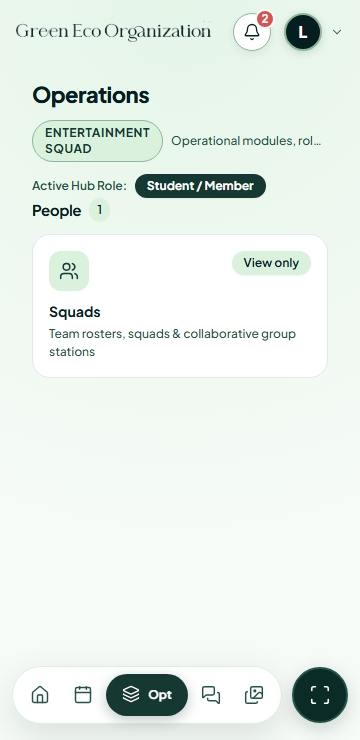 Green Eco Organization
2
L
Operations
ENTERTAINMENT
SQUAD
Operational modules, rol...
Active Hub Role:
Student / Member
People 1
View only
Squads
Team rosters, squads & collaborative group
stations
Opt